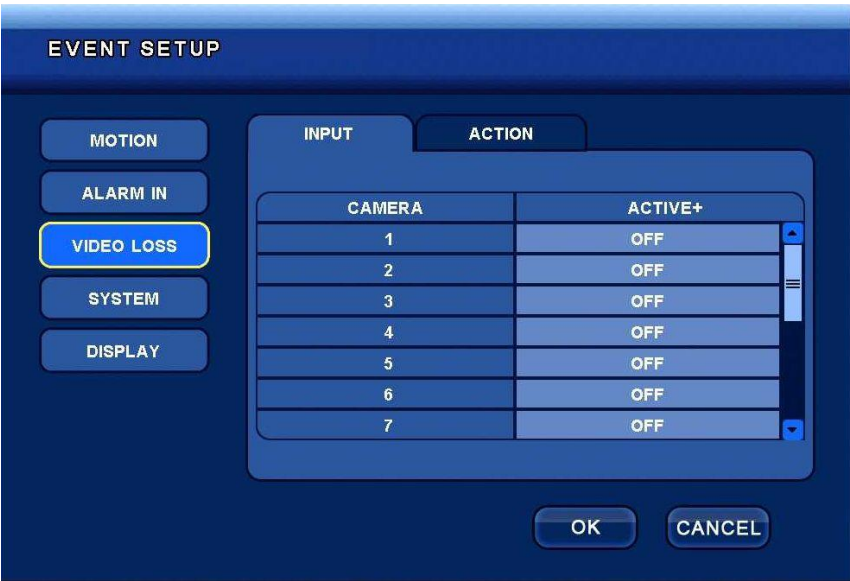 EVENT SETUP
MOTION
ALARM IN
VIDEO LOSS
SYSTEM
DISPLAY
INPUT ACTION
CAMERA ACTIVE+
1 OFF
2 OFF
3 OFF
4 OFF
5 OFF
6 OFF
7 OFF
OK CANCEL